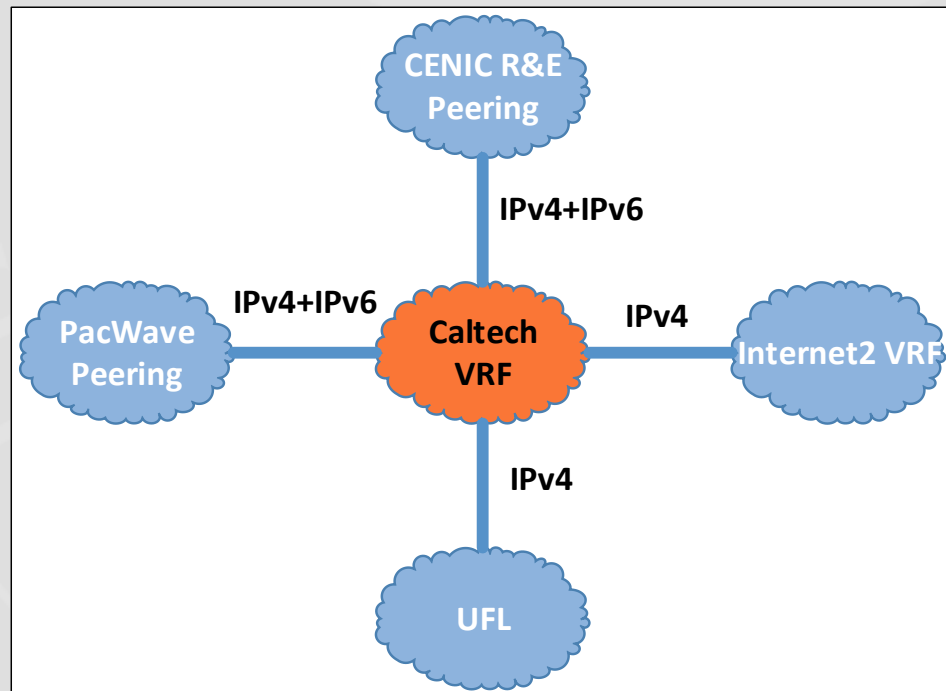 CENIC R&E
Peering
IPv4+IPv6
IPv4+IPv6
IPv4
PacWave
Peering
Caltech
VRF
Internet2 VRF
IPv4
UFL